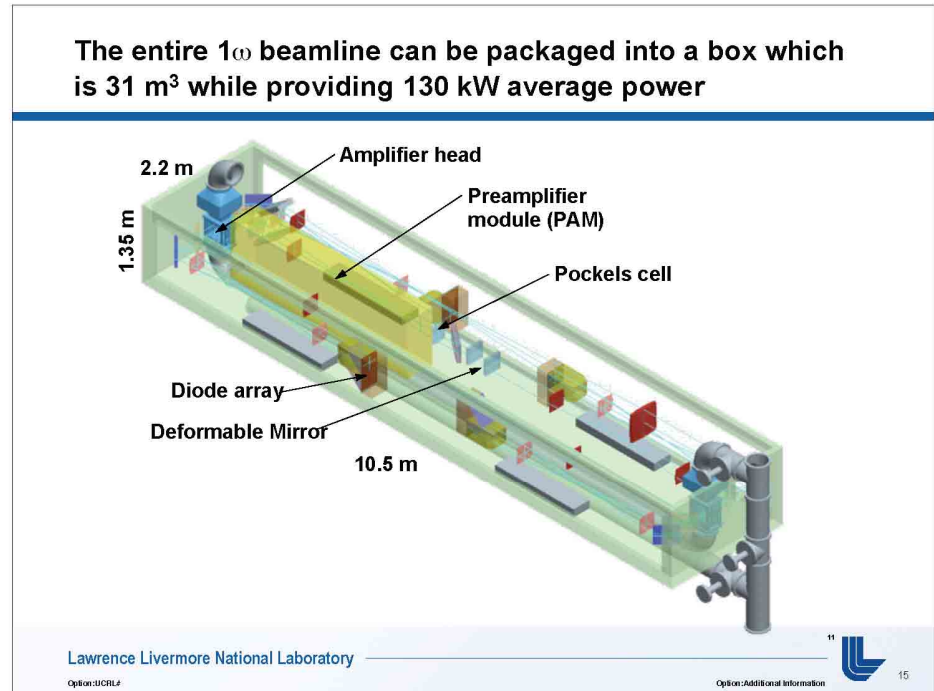 The entire 1ω beamline can be packaged into a box which
is 31 m³ while providing 130 kW average power
2.2 m
Amplifier head
Preamplifier
module (PAM)
1.35 m
Pockels cell
Diode array
Deformable Mirror
10.5 m
11
Lawrence Livermore National Laboratory
15
Option:UCRL#
Option:Additional Information